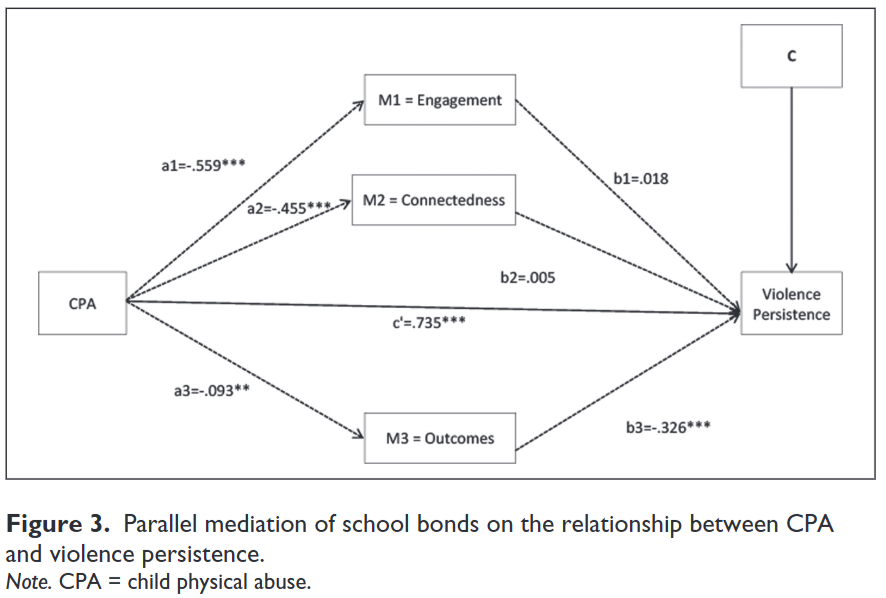 C
M1 = Engagement
a1=-.559***
b1=.018
M2 = Connectedness
a2=-.455***
b2=.005
CPA
Violence
Persistence
c'=.735***
a3=-.093**
b3=-.326***
M3 = Outcomes
Figure 3. Parallel mediation of school bonds on the relationship between CPA
and violence persistence.
Note. CPA = child physical abuse.